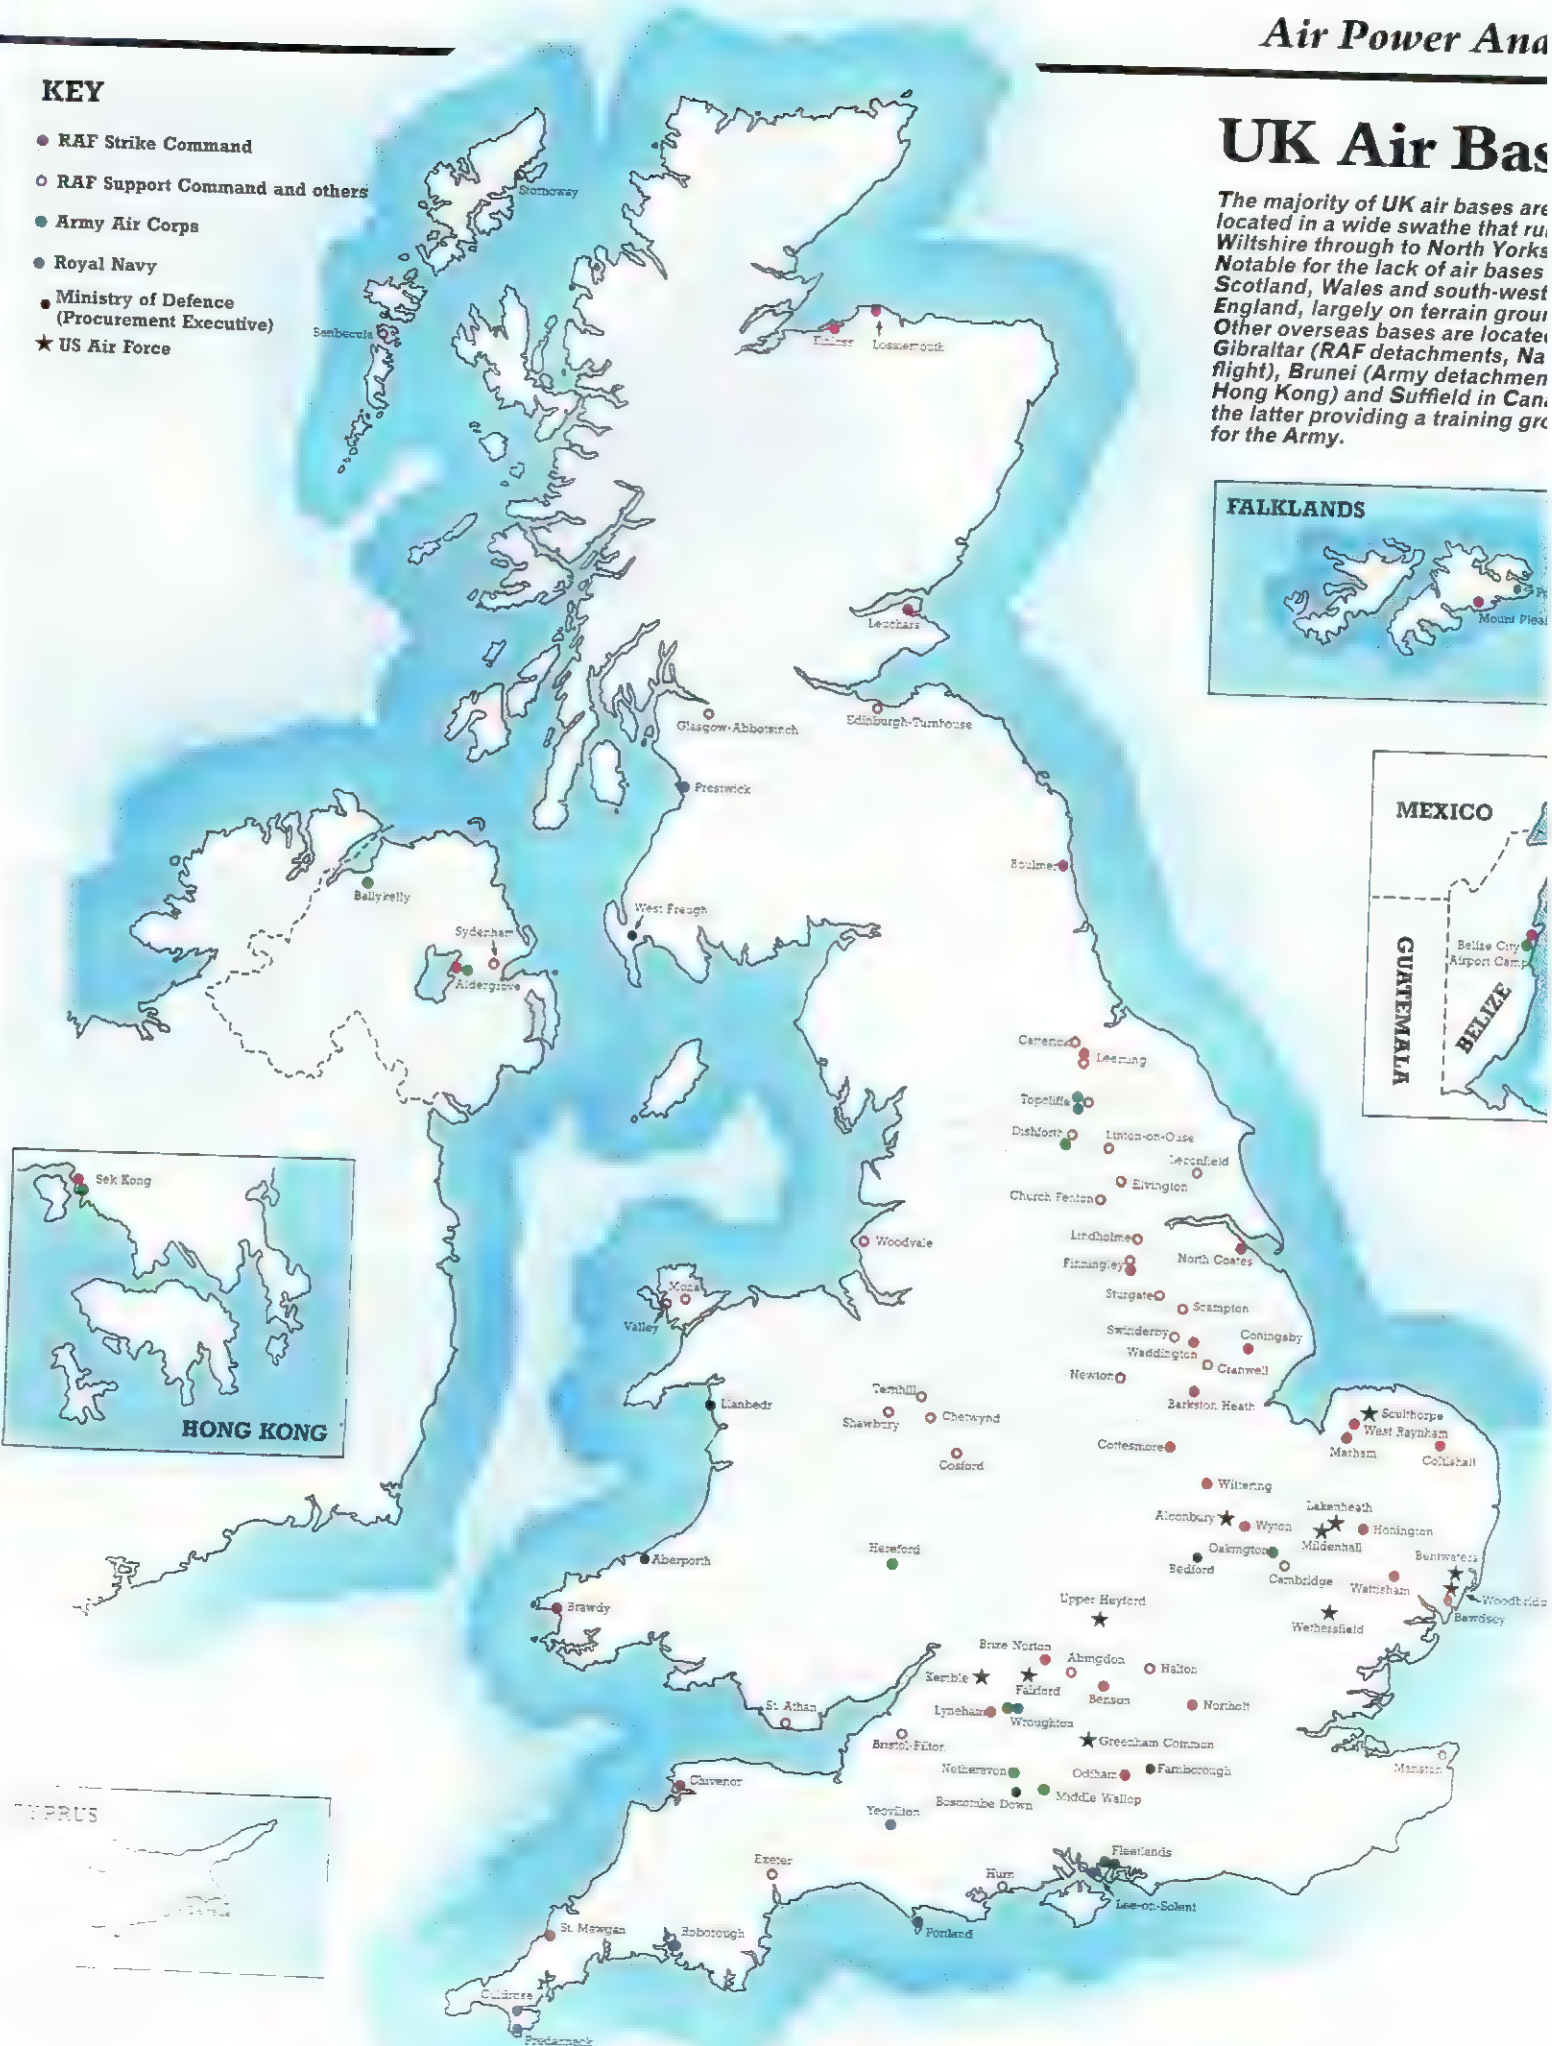 Air Power Ana
KEY
RAF Strike Command
RAF Support Command and others
Army Air Corps
Royal Navy
Ministry of Defence
(Procurement Executive)
US Air Force
UK Air Bas
The majority of UK air bases are
located in a wide swathe that ru
Wiltshire through to North Yorks
Notable for the lack of air bases
Scotland, Wales and south-west
England, largely on terrain grour
Other overseas bases are locate
Gibraltar (RAF detachments, Na
flight), Brunei (Army detachmen
Hong Kong) and Suffield in Can
the latter providing a training gro
for the Army.
Stornoway
Lossiemouth
FALKLANDS
Mount Plea
Leuchars
Glasgow-Abbotsinch
Edinburgh-Turnhouse
Prestwick
MEXICO
GUATEMALA
BELIZE
Belize City
Airport Camp
Boulmer
Ballykelly
West Freugh
Sydenham
Aldergrove
Catterick
Leeming
Topcliffe
Dishforth
Linton-on-Ouse
Leconfield
Elvington
Church Fenton
Sek Kong
HONG KONG
Lindholme
North Coates
Finningley
Woodvale
Mona
Valley
Sturgate
Scampton
Swinderby
Waddington
Coningsby
Cranwell
Newton
Barkston Heath
Llanbedr
Ternhill
Shawbury
Chetwynd
Cosford
Cottesmore
Sculthorpe
West Raynham
Marham
Coltishall
Wittering
Alconbury
Wyton
Lakenheath
Mildenhall
Honington
Oakington
Bedford
Cambridge
Wattisham
Bentwaters
Woodbridg
Bawdsey
Wethersfield
Hereford
Aberporth
Brawdy
Upper Heyford
Brize Norton
Abingdon
Halton
Kemble
Fairford
Benson
Northolt
Lyneham
Wroughton
St. Athan
Bristol-Filton
Greenham Common
Manston
Netheravon
Odiham
Farnborough
Boscombe Down
Middle Wallop
Chivenor
Yeovilton
Fleetlands
Exeter
Hurn
Lee-on-Solent
Portland
St. Mawgan
Roborough
Culdrose
Predannack